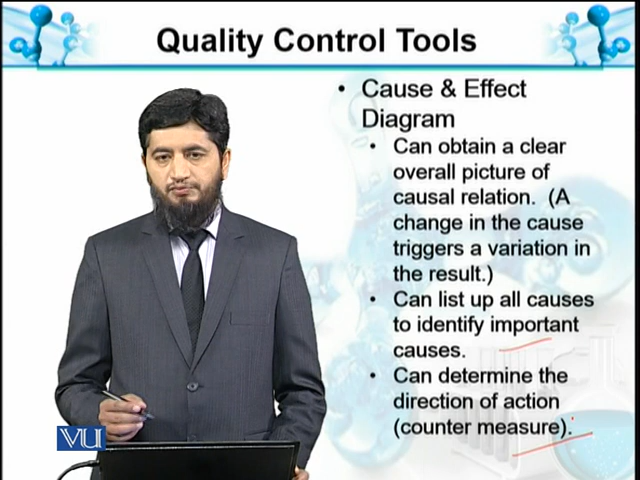 Quality Control Tools
• Cause & Effect
Diagram
• Can obtain a clear
overall picture of
causal relation. (A
change in the cause
triggers a variation in
the result.)
• Can list up all causes
to identify important
causes.
• Can determine the
direction of action
(counter measure).
VU